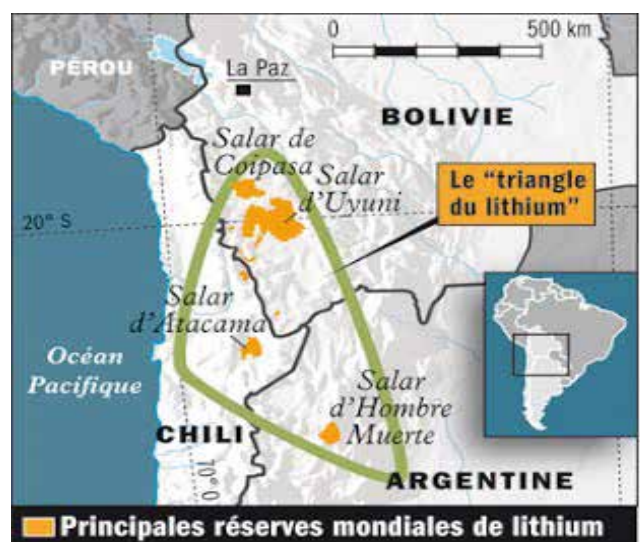 0 500 km
PÉROU
La Paz
BOLIVIE
Salar de
Coipasa
Salar
d'Uyuni
Le “triangle
du lithium”
20° S
Salar
d'Atacama
Océan
Pacifique
Salar
d'Hombre
Muerte
CHILI
70° O
ARGENTINE
Principales réserves mondiales de lithium